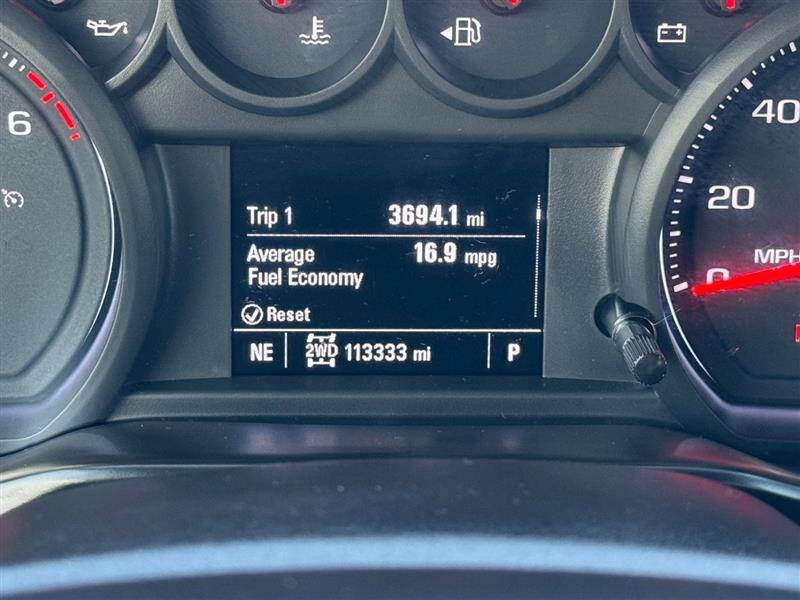 6
40
20
MPH
0
Trip 1 3694.1 mi
Average 16.9 mpg
Fuel Economy
Reset
NE 2WD 113333 mi P